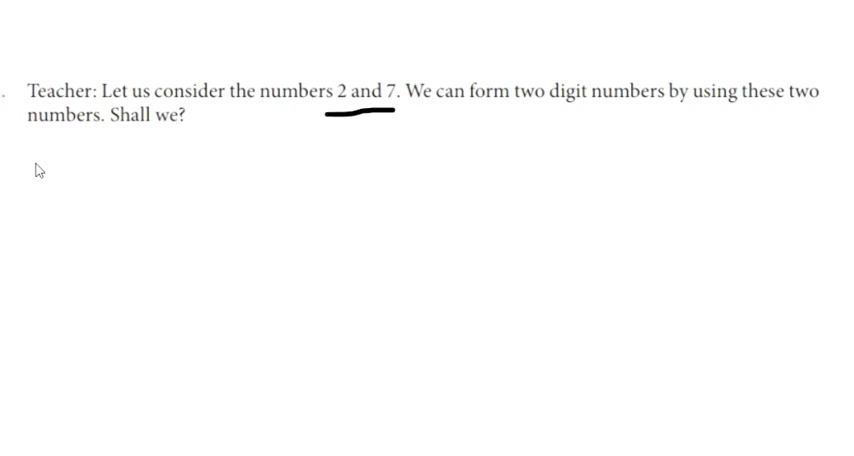 Teacher: Let us consider the numbers 2 and 7. We can form two digit numbers by using these two
numbers. Shall we?